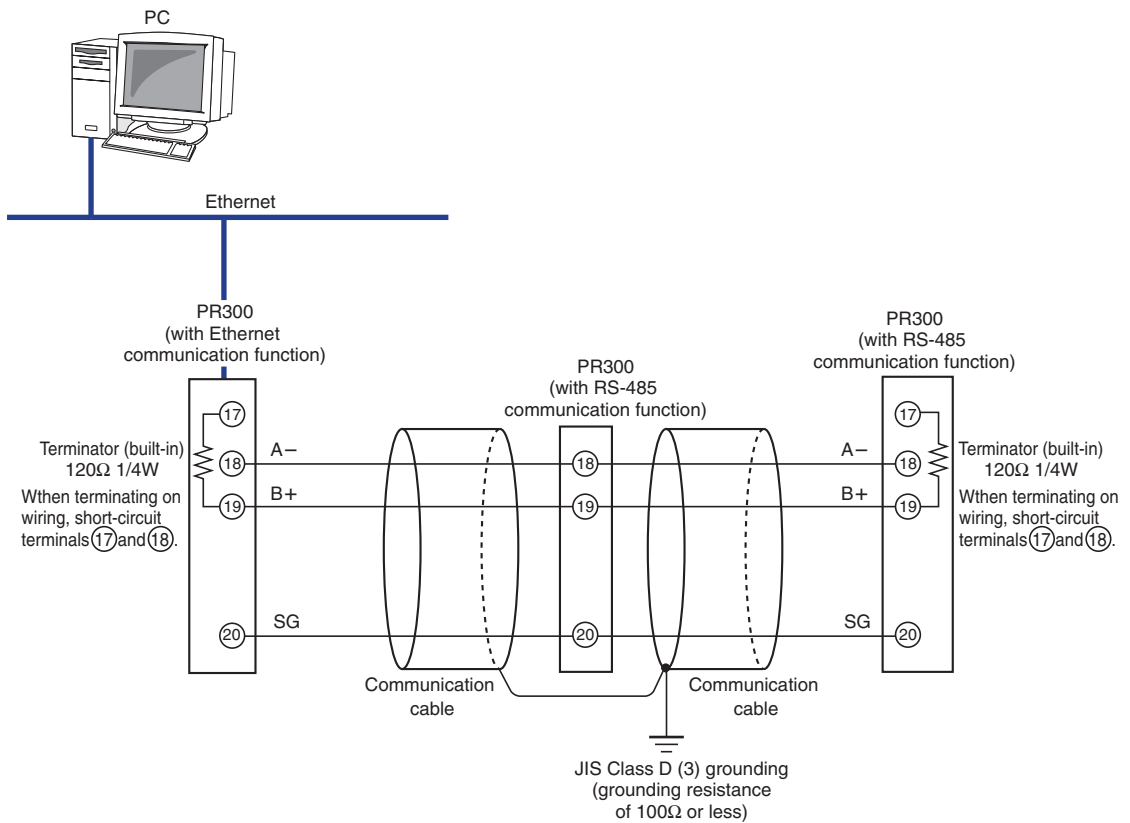 PC
Ethernet
PR300
(with Ethernet
communication function)
PR300
(with RS-485
communication function)
PR300
(with RS-485
communication function)
17
Terminator (built-in)
120Ω 1/4W
18
A−
19
B+
Wthen terminating on
wiring, short-circuit
terminals 17 and 18.
20
SG
18
19
20
17
A−
18
B+
19
SG
20
Terminator (built-in)
120Ω 1/4W
Wthen terminating on
wiring, short-circuit
terminals 17 and 18.
Communication
cable
Communication
cable
JIS Class D (3) grounding
(grounding resistance
of 100Ω or less)